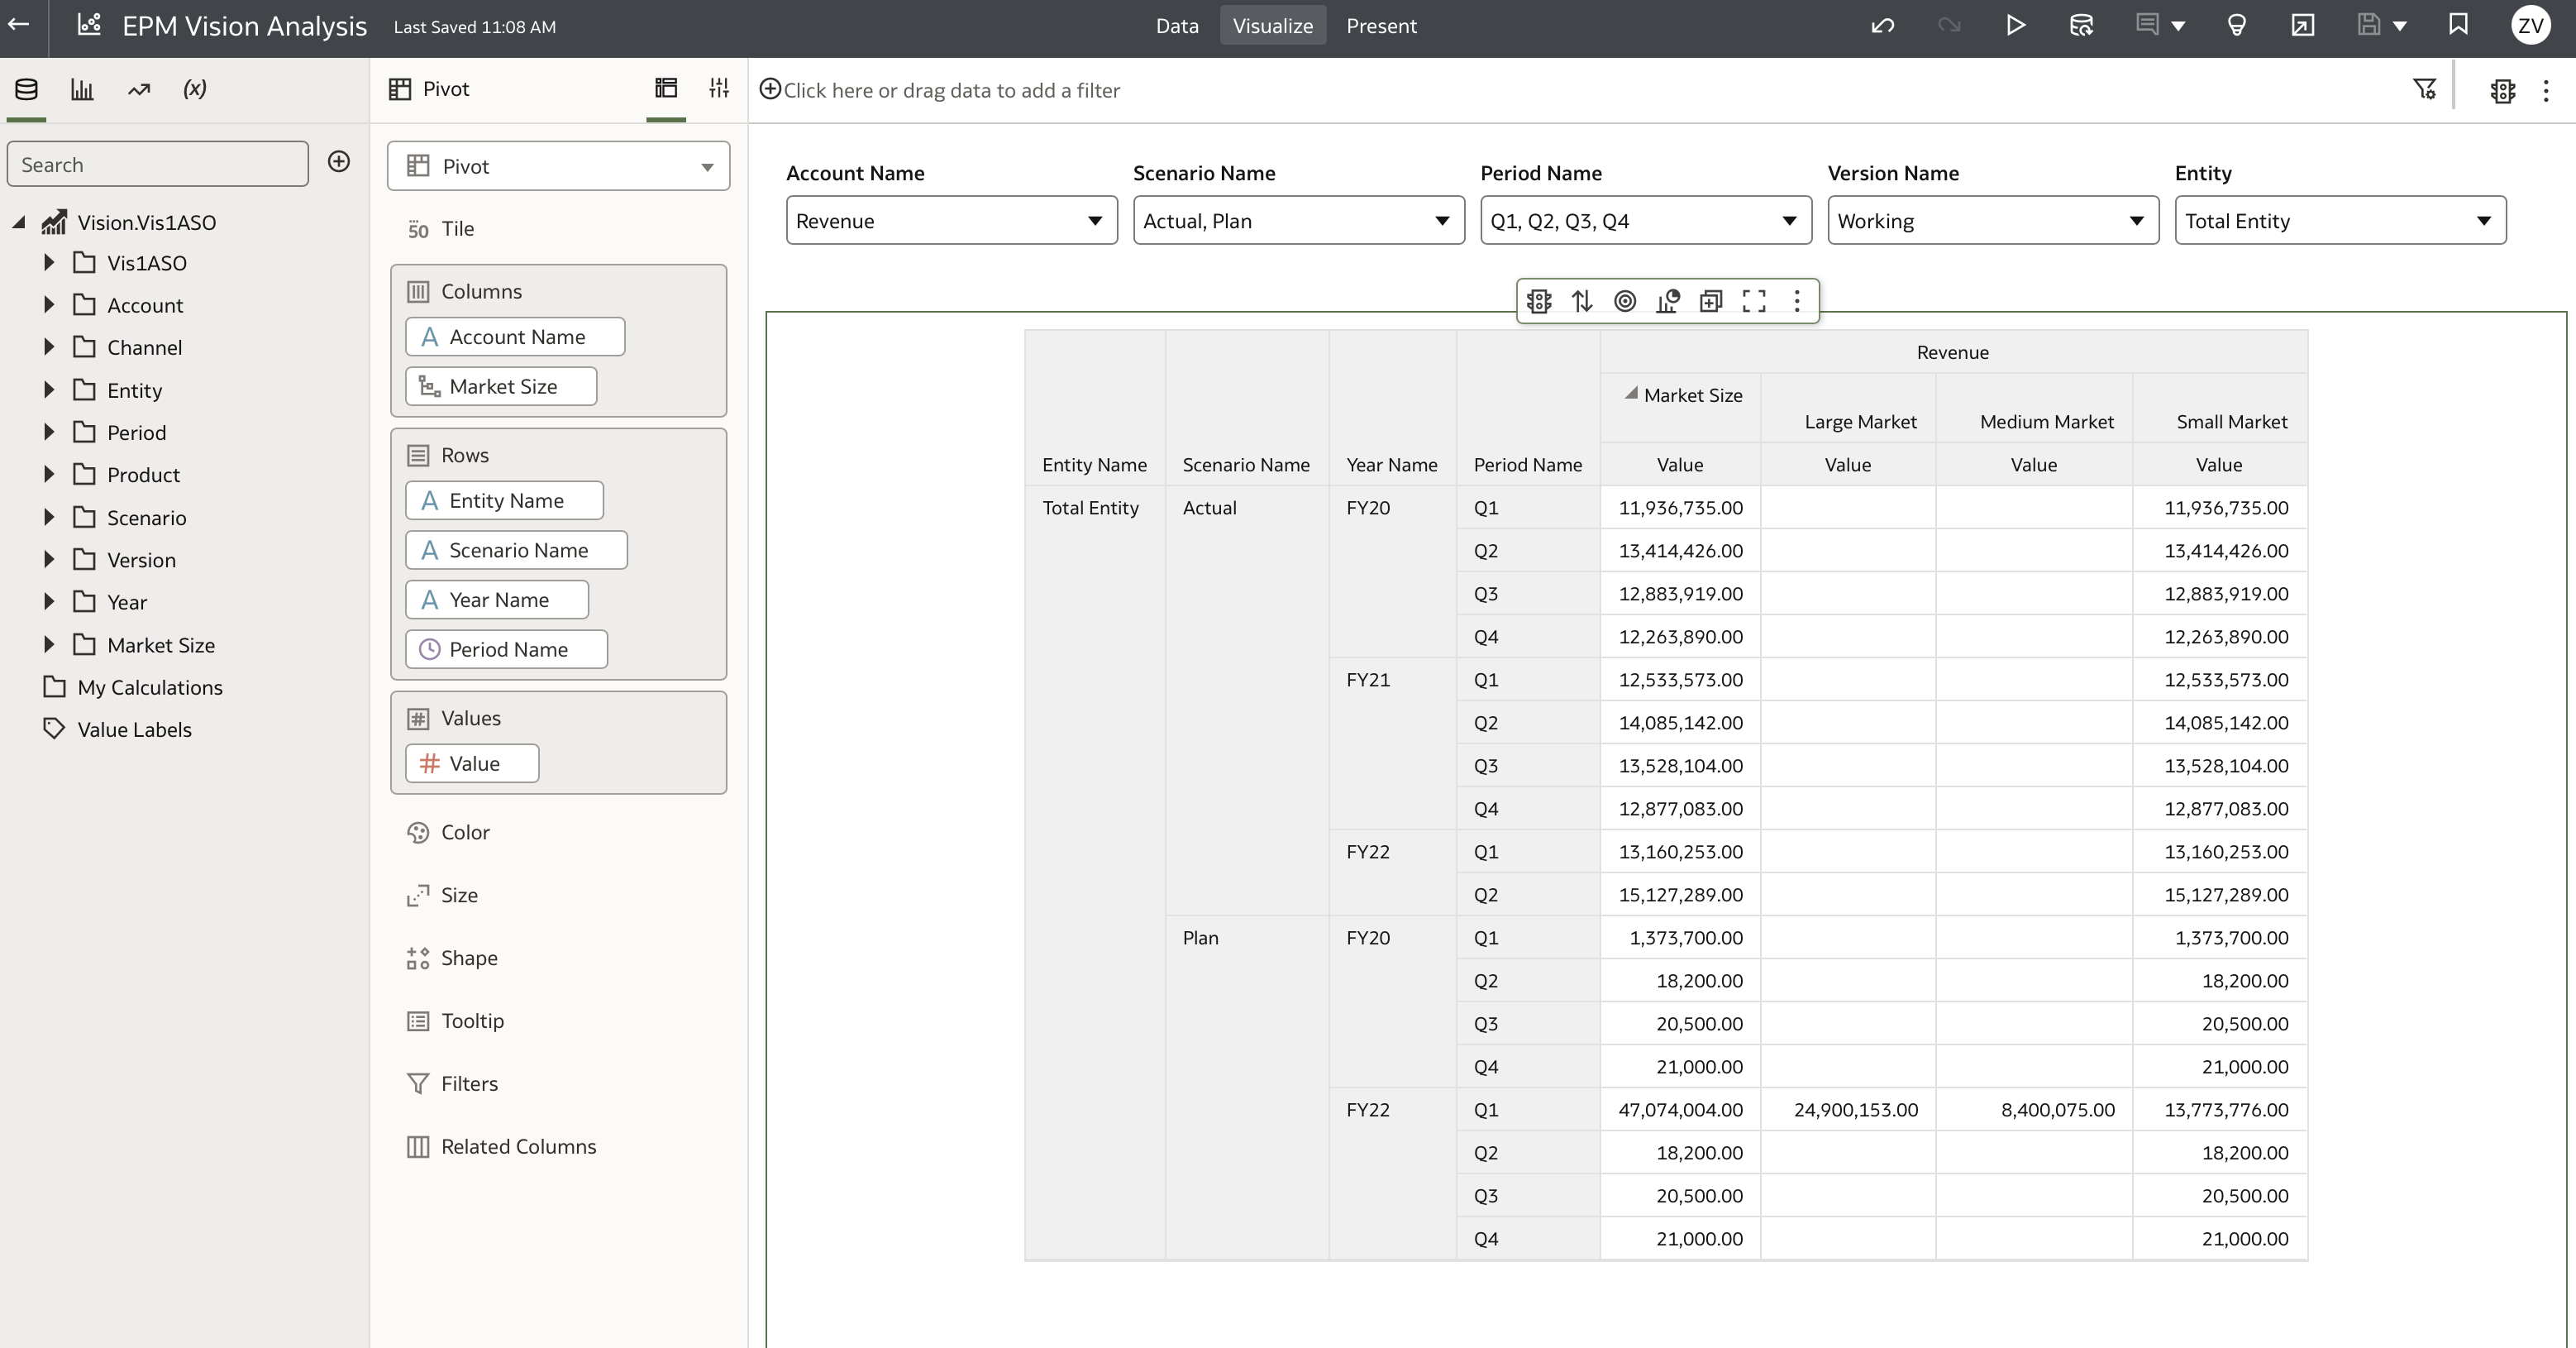 EPM Vision Analysis Last Saved 11:08 AM Data Visualize Present ZV
(x) Pivot Click here or drag data to add a filter
Search
Vision.Vis1ASO
Vis1ASO
Account
Channel
Entity
Period
Product
Scenario
Version
Year
Market Size
My Calculations
Value Labels
Pivot
50 Tile
Columns
A Account Name
Market Size
Rows
A Entity Name
A Scenario Name
A Year Name
Period Name
# Values
# Value
Color
Size
Shape
Tooltip
Filters
Related Columns
Account Name Scenario Name Period Name Version Name Entity
Revenue Actual, Plan Q1, Q2, Q3, Q4 Working Total Entity
Revenue
Market Size Large Market Medium Market Small Market
Entity Name Scenario Name Year Name Period Name Value Value Value Value
Total Entity Actual FY20 Q1 11,936,735.00 11,936,735.00
Q2 13,414,426.00 13,414,426.00
Q3 12,883,919.00 12,883,919.00
Q4 12,263,890.00 12,263,890.00
FY21 Q1 12,533,573.00 12,533,573.00
Q2 14,085,142.00 14,085,142.00
Q3 13,528,104.00 13,528,104.00
Q4 12,877,083.00 12,877,083.00
FY22 Q1 13,160,253.00 13,160,253.00
Q2 15,127,289.00 15,127,289.00
Plan FY20 Q1 1,373,700.00 1,373,700.00
Q2 18,200.00 18,200.00
Q3 20,500.00 20,500.00
Q4 21,000.00 21,000.00
FY22 Q1 47,074,004.00 24,900,153.00 8,400,075.00 13,773,776.00
Q2 18,200.00 18,200.00
Q3 20,500.00 20,500.00
Q4 21,000.00 21,000.00